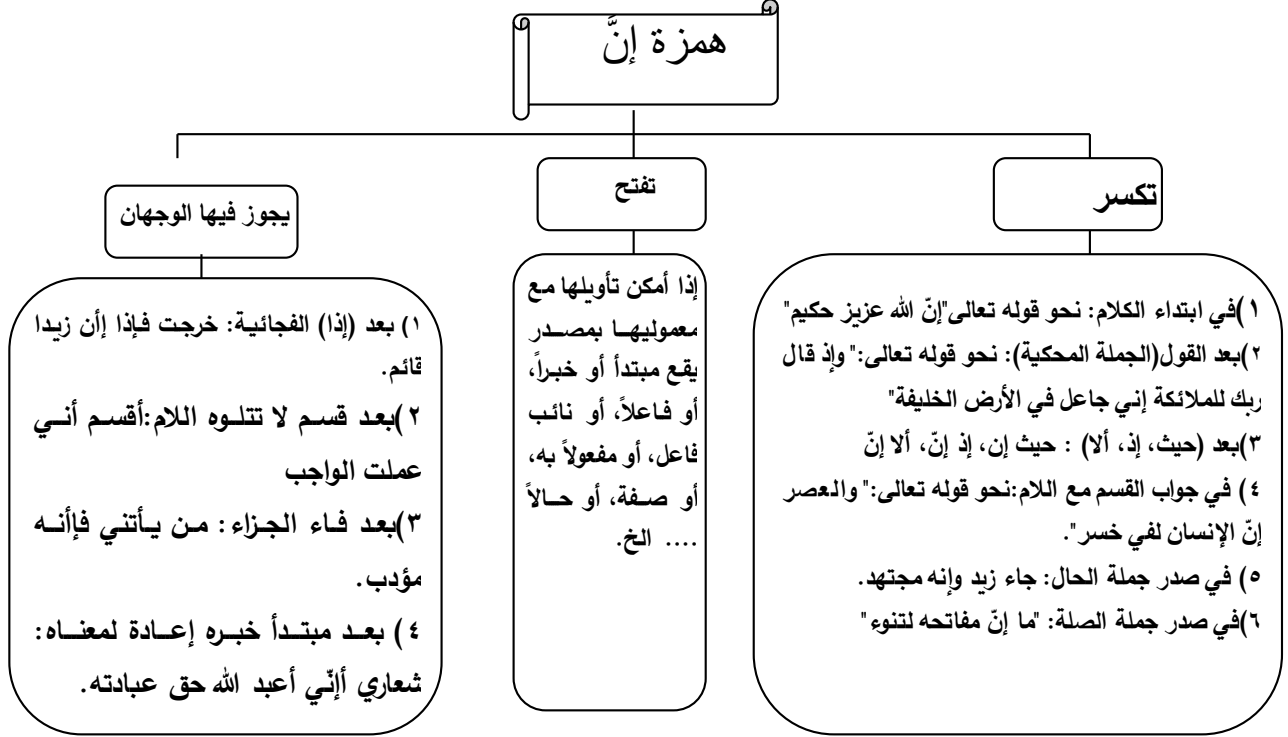 همزة إنَّ
تكسر
تفتح
يجوز فيها الوجهان
١)في ابتداء الكلام: نحو قوله تعالى"إنّ الله عزيز حكيم"
٢)بعد القول(الجملة المحكية): نحو قوله تعالى:" وإذ قال
ربك للملائكة إني جاعل في الأرض الخليفة"
٣)بعد (حيث، إذ، ألا) : حيث إن، إذ إنّ، ألا إنّ
٤) في جواب القسم مع اللام:نحو قوله تعالى:" والعصر
إنّ الإنسان لفي خسر".
٥) في صدر جملة الحال: جاء زيد وإنه مجتهد.
٦)في صدر جملة الصلة: "ما إنّ مفاتحه لتنوء"
إذا أمكن تأويلها مع
معموليها بمصدر
يقع مبتدأ أو خبراً،
أو فاعلاً، أو نائب
فاعل، أو مفعولاً به،
أو صفة، أو حالاً
.... الخ.
١) بعد (إذا) الفجائية: خرجت فإذا إأن زيدا
قائم.
٢)بعد قسم لا تتلوه اللام:أقسم أني
عملت الواجب
٣)بعد فاء الجزاء: من يأتني فإأنه
مؤدب.
٤) بعد مبتدأ خبره إعادة لمعناه:
شعاري أإنّي أعبد الله حق عبادته.